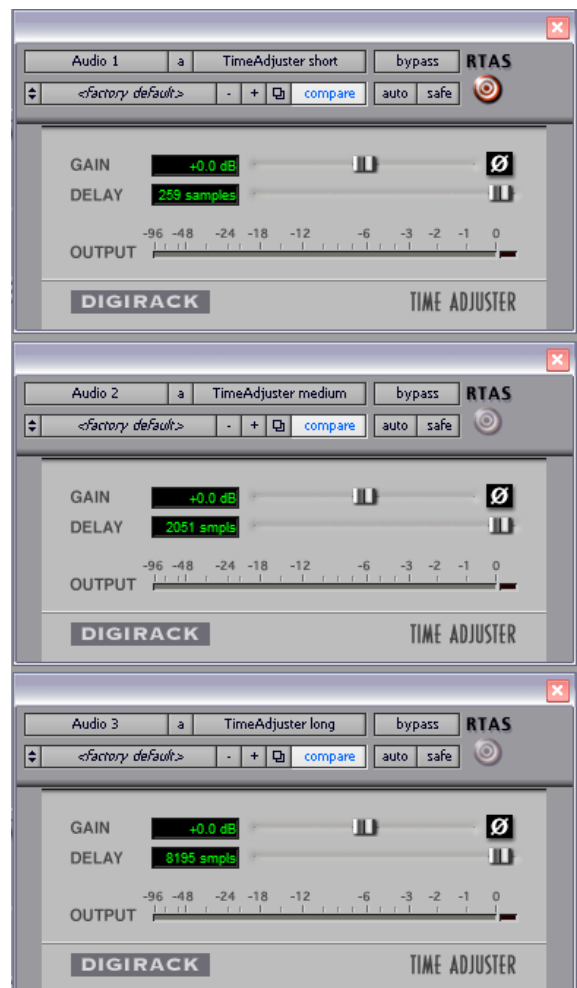 Audio 1 a TimeAdjuster short bypass RTAS
<factory default> - + compare auto safe
GAIN +0.0 dB Ø
DELAY 259 samples
-96 -48 -24 -18 -12 -6 -3 -2 -1 0
OUTPUT
DIGIRACK TIME ADJUSTER
Audio 2 a TimeAdjuster medium bypass RTAS
<factory default> - + compare auto safe
GAIN +0.0 dB Ø
DELAY 2051 smpls
-96 -48 -24 -18 -12 -6 -3 -2 -1 0
OUTPUT
DIGIRACK TIME ADJUSTER
Audio 3 a TimeAdjuster long bypass RTAS
<factory default> - + compare auto safe
GAIN +0.0 dB Ø
DELAY 8195 smpls
-96 -48 -24 -18 -12 -6 -3 -2 -1 0
OUTPUT
DIGIRACK TIME ADJUSTER